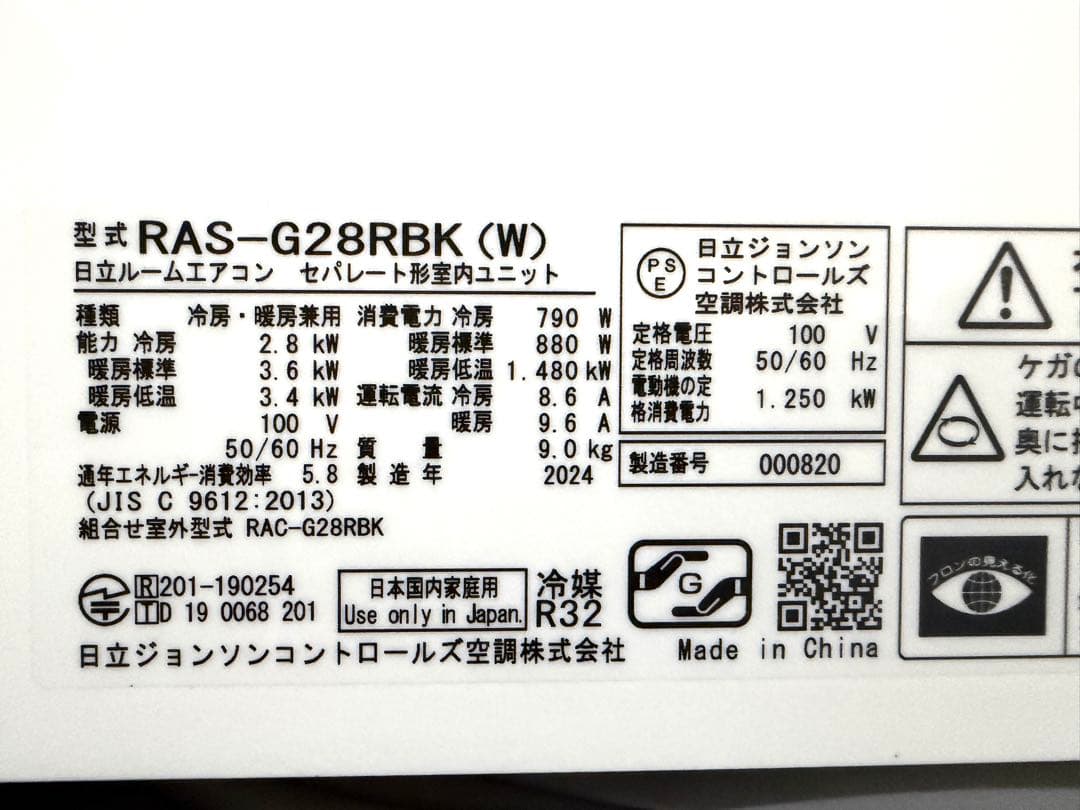 型式 RAS-G28RBK (W)
日立ルームエアコン セパレート形室内ユニット
種類 冷房・暖房兼用
能力 冷房 2.8 kW
暖房標準 3.6 kW
暖房低温 3.4 kW
電源 100 V
50/60 Hz
通年エネルギー消費効率 5.8
(JIS C 9612:2013)
組合せ室外型式 RAC-G28RBK
消費電力 冷房 790 W
暖房標準 880 W
暖房低温 1.480 kW
運転電流 冷房 8.6 A
暖房 9.6 A
質量 9.0 kg
製造年 2024
PSE
日立ジョンソン
コントロールズ
空調株式会社
定格電圧 100 V
定格周波数 50/60 Hz
電動機の定
格消費電力 1.250 kW
製造番号 000820
R 201-190254
T D 19 0068 201
日本国内家庭用
Use only in Japan.
冷媒
R32
G
日立ジョンソンコントロールズ空調株式会社
Made in China
ケガの
運転中
奥に
入れな
フロンの見える化